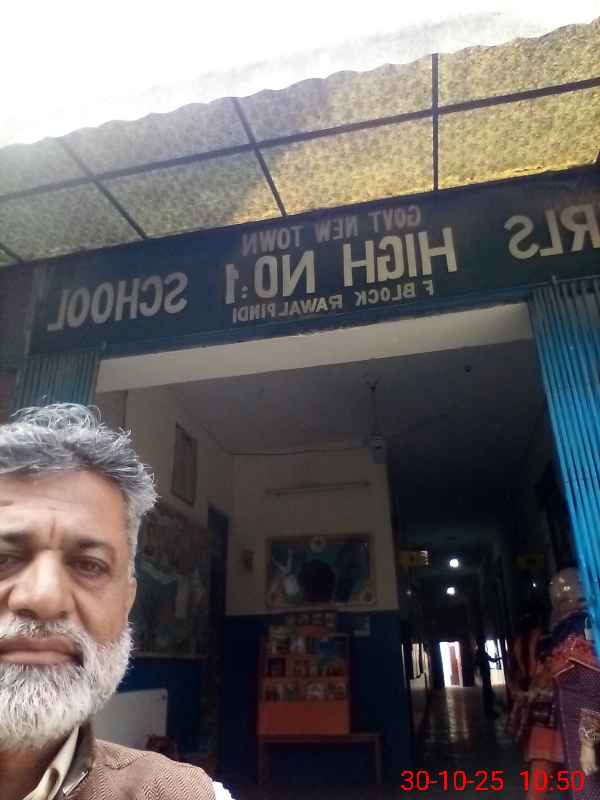 GOVT NEW TOWN
RLS HIGH NO:1 SCHOOL
F BLOCK RAWALPINDI
30-10-25 10:50